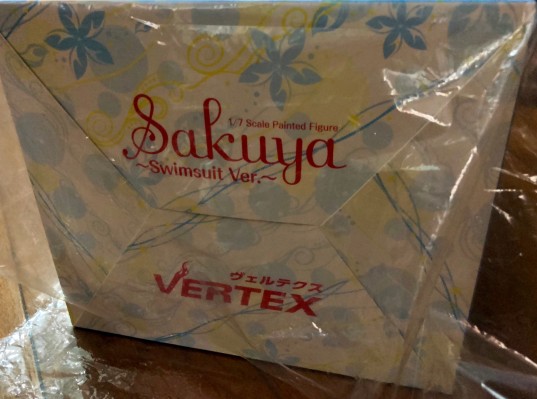 1/7 Scale Painted Figure
Sakuya
~Swimsuit Ver.~
ヴェルテクス
VERTEX